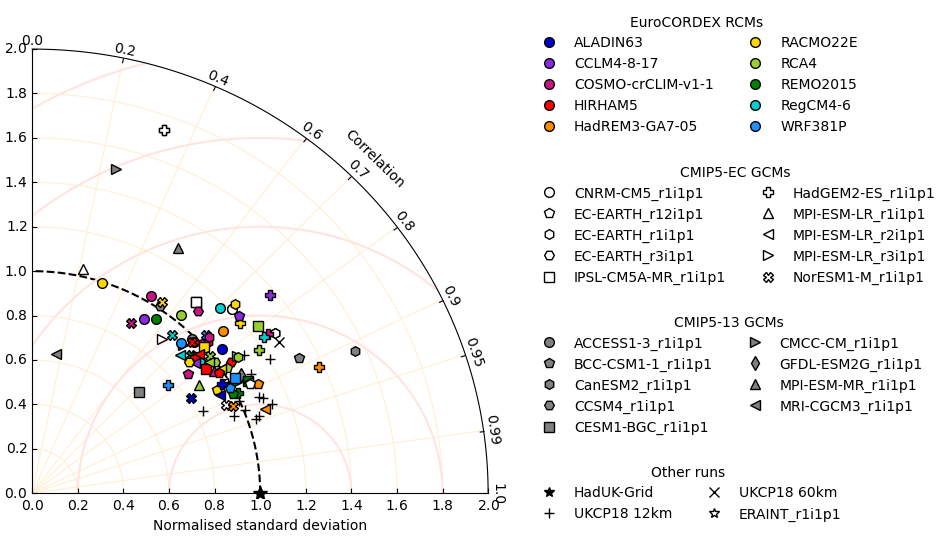 0.0
0.2
0.4
0.6
0.7
0.8
0.9
0.95
0.99
1.0
Correlation
2.0
1.8
1.6
1.4
1.2
1.0
0.8
0.6
0.4
0.2
0.0
0.0 0.2 0.4 0.6 0.8 1.0 1.2 1.4 1.6 1.8 2.0
Normalised standard deviation
EuroCORDEX RCMs
ALADIN63 RACMO22E
CCLM4-8-17 RCA4
COSMO-crCLIM-v1-1 REMO2015
HIRHAM5 RegCM4-6
HadREM3-GA7-05 WRF381P
CMIP5-EC GCMs
CNRM-CM5_r1i1p1 HadGEM2-ES_r1i1p1
EC-EARTH_r12i1p1 MPI-ESM-LR_r1i1p1
EC-EARTH_r1i1p1 MPI-ESM-LR_r2i1p1
EC-EARTH_r3i1p1 MPI-ESM-LR_r3i1p1
IPSL-CM5A-MR_r1i1p1 NorESM1-M_r1i1p1
CMIP5-13 GCMs
ACCESS1-3_r1i1p1 CMCC-CM_r1i1p1
BCC-CSM1-1_r1i1p1 GFDL-ESM2G_r1i1p1
CanESM2_r1i1p1 MPI-ESM-MR_r1i1p1
CCSM4_r1i1p1 MRI-CGCM3_r1i1p1
CESM1-BGC_r1i1p1
Other runs
HadUK-Grid UKCP18 60km
UKCP18 12km ERAINT_r1i1p1